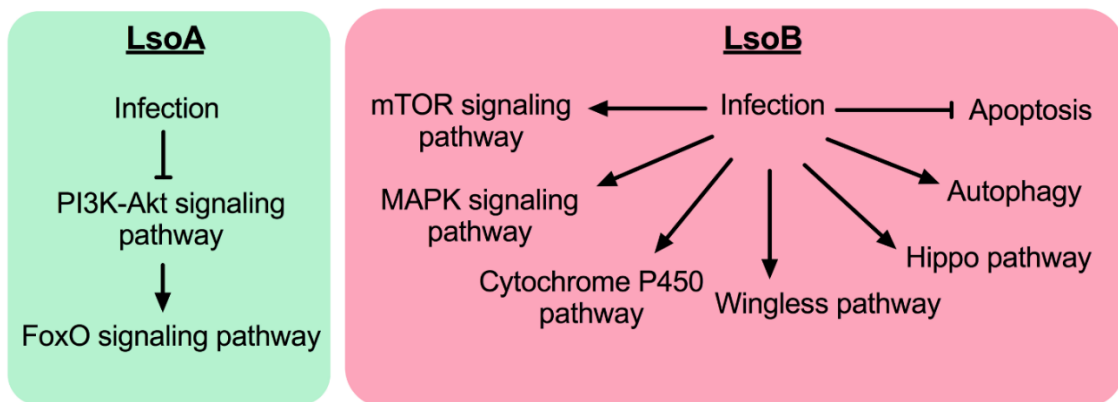 LsoA
Infection
PI3K-Akt signaling
pathway
FoxO signaling pathway
LsoB
Infection
mTOR signaling
pathway
MAPK signaling
pathway
Cytochrome P450
pathway
Wingless pathway
Hippo pathway
Autophagy
Apoptosis